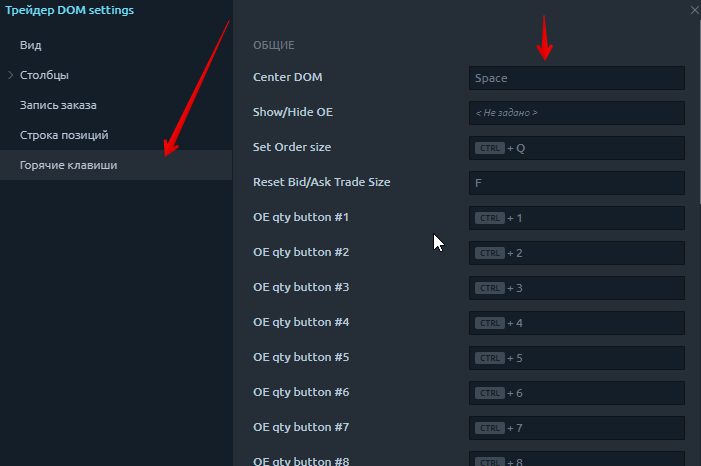 Трейдер DOM settings
Вид
Столбцы
Запись заказа
Строка позиций
Горячие клавиши
ОБЩИЕ
Center DOM Space
Show/Hide OE < Не задано >
Set Order size CTRL + Q
Reset Bid/Ask Trade Size F
OE qty button #1 CTRL + 1
OE qty button #2 CTRL + 2
OE qty button #3 CTRL + 3
OE qty button #4 CTRL + 4
OE qty button #5 CTRL + 5
OE qty button #6 CTRL + 6
OE qty button #7 CTRL + 7
OE qty button #8 CTRL + 8